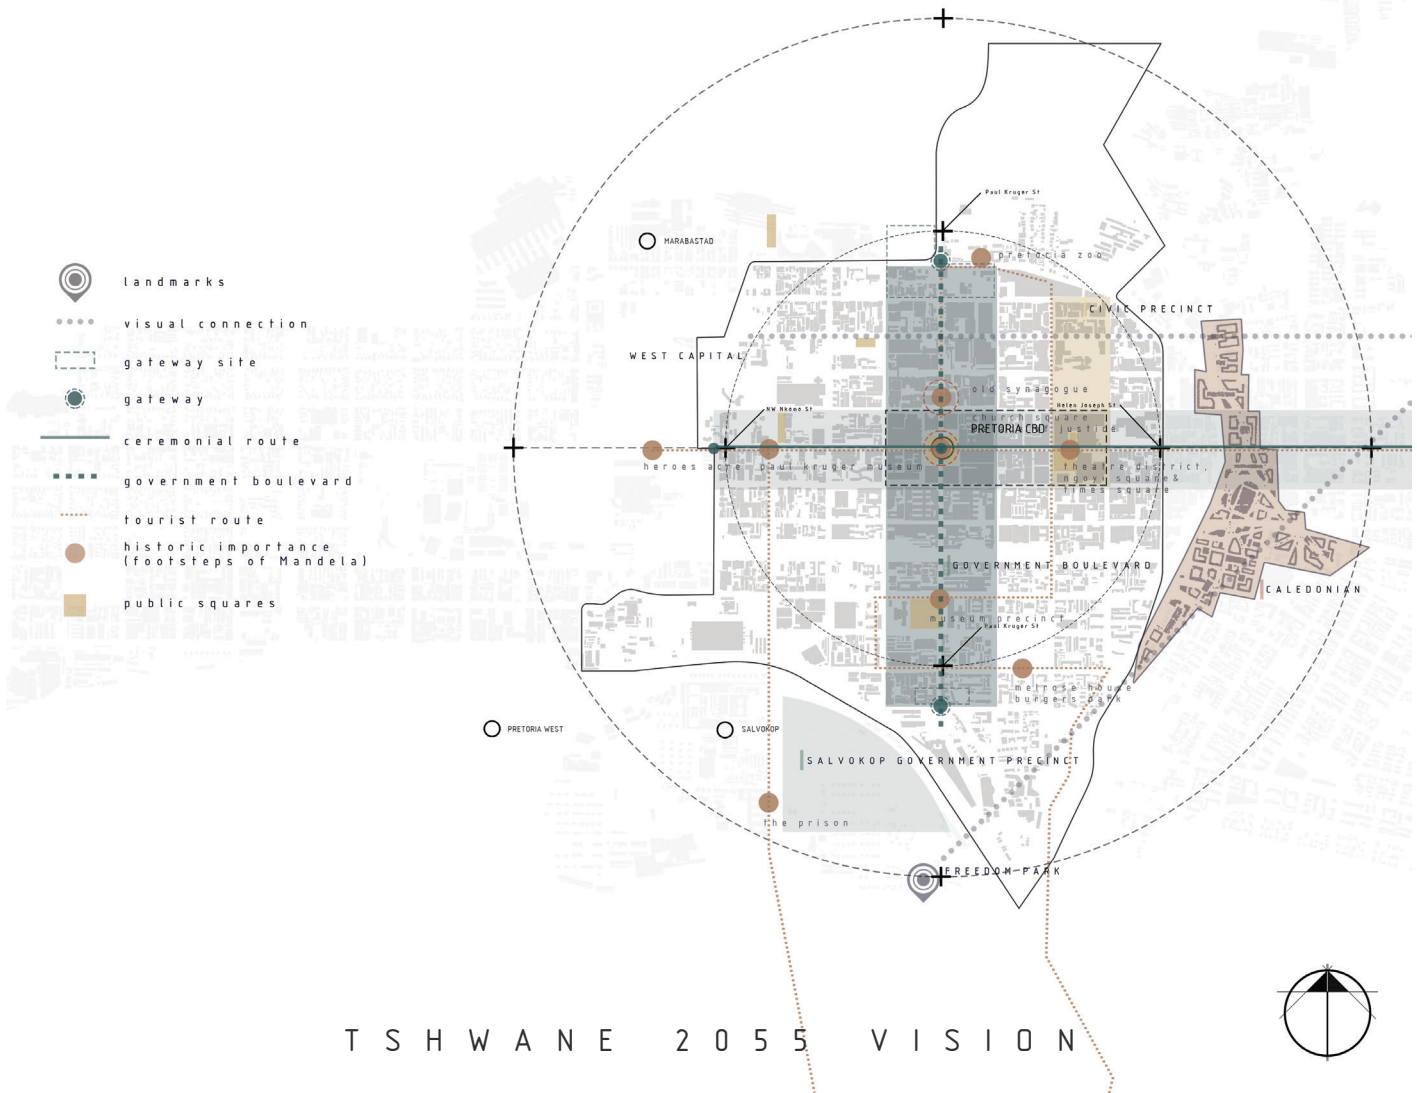 Paul Kruger St
MARABASTAD
pretoria zoo
landmarks
CIVIC PRECINCT
visual connection
WEST CAPITAL
gateway site
old synagogue
gateway
NW Nkomo St
Helen Joseph St
church square
PRETORIA CBD
justide
ceremonial route
heroes acre
paul kruger museum
theatre district,
ngoyi square&
times square
government boulevard
tourist route
historic importance
(footsteps of Mandela)
GOVERNMENT BOULEVARD
CALEDONIAN
public squares
museum precinct
Paul Kruger St
melrose house
burgers park
PRETORIA WEST
SALVOKOP
SALVOKOP GOVERNMENT PRECINCT
the prison
FREEDOM PARK
TSHWANE 2055 VISION